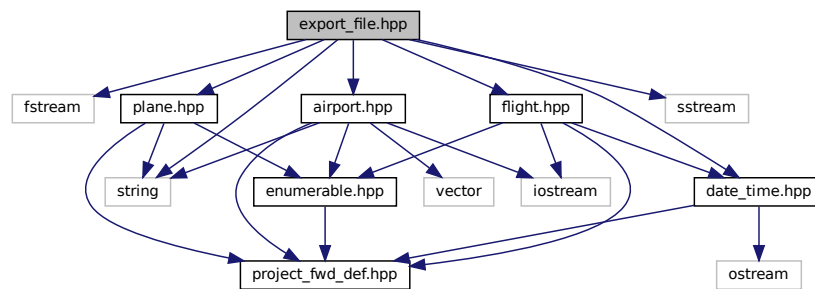 export_file.hpp
fstream
plane.hpp
airport.hpp
flight.hpp
sstream
string
enumerable.hpp
vector
iostream
date_time.hpp
project_fwd_def.hpp
ostream